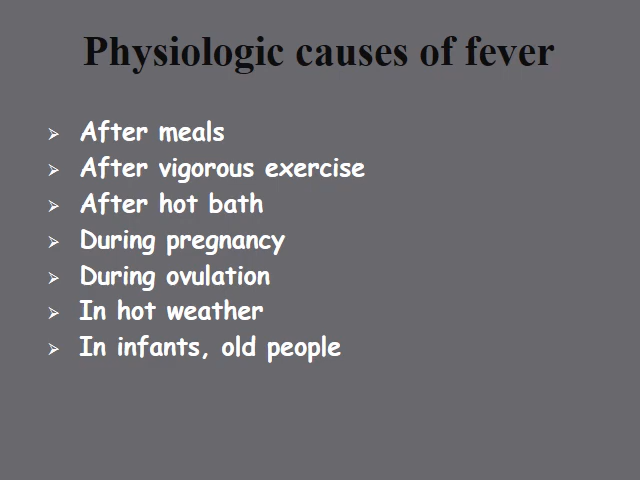 Physiologic causes of fever
➢ After meals
➢ After vigorous exercise
➢ After hot bath
➢ During pregnancy
➢ During ovulation
➢ In hot weather
➢ In infants, old people